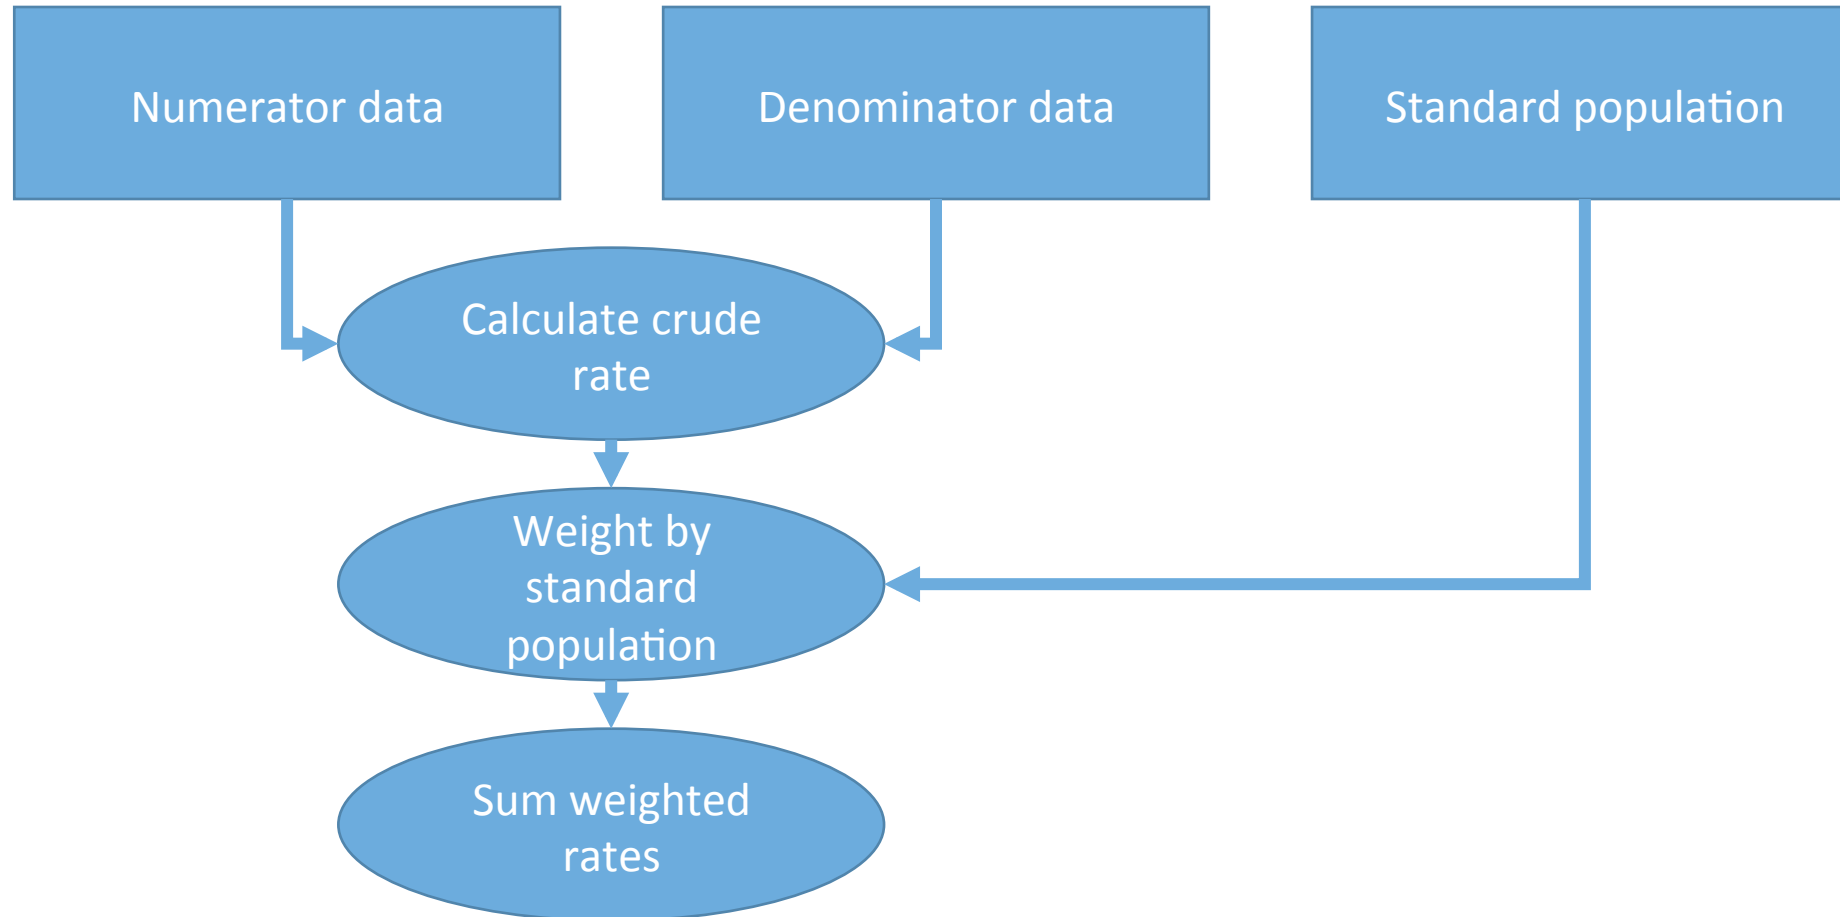 Numerator data
Denominator data
Standard population
Calculate crude
rate
Weight by
standard
population
Sum weighted
rates